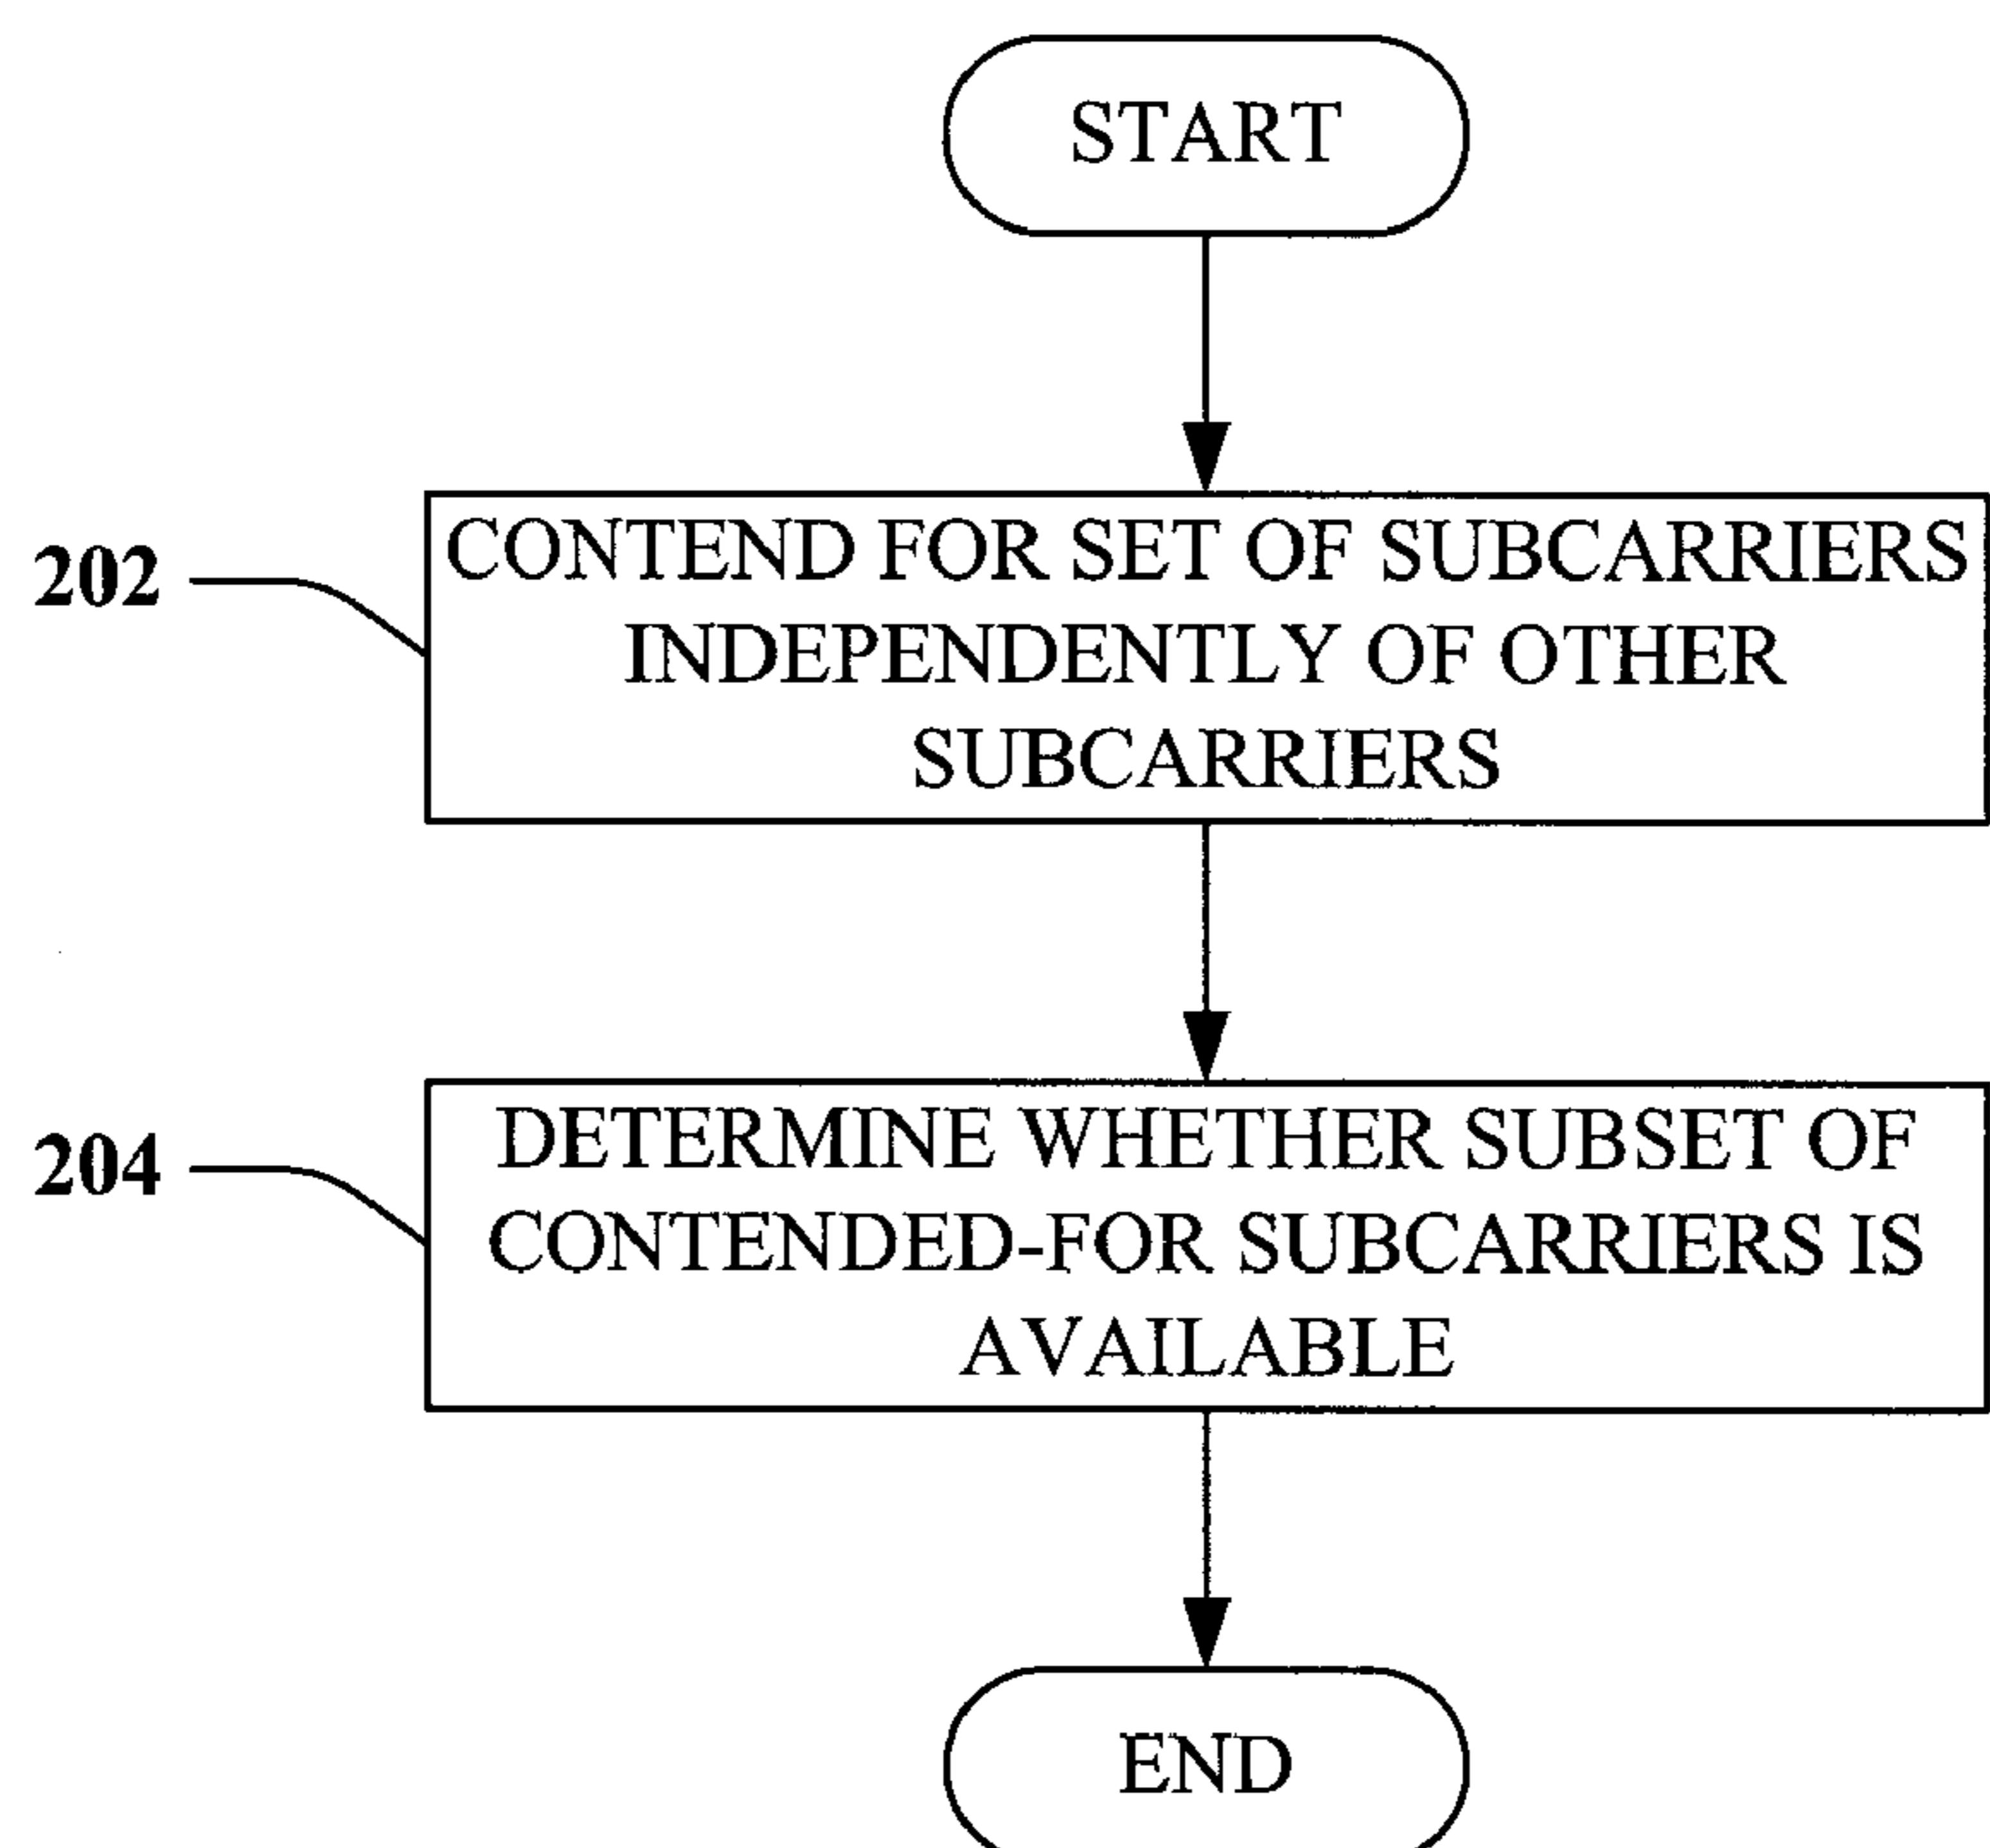 START
202
CONTEND FOR SET OF SUBCARRIERS
INDEPENDENTLY OF OTHER
SUBCARRIERS
204
DETERMINE WHETHER SUBSET OF
CONTENDED-FOR SUBCARRIERS IS
AVAILABLE
END